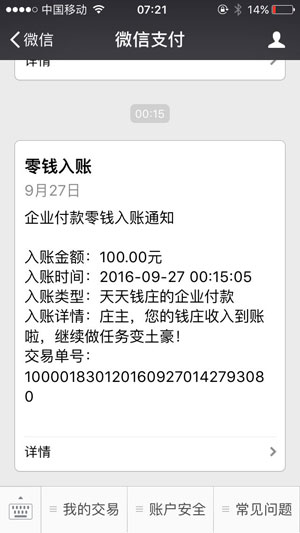 中国移动 07:21 14%
微信 微信支付
详情
00:15
零钱入账
9月27日
企业付款零钱入账通知
入账金额：100.00元
入账时间：2016-09-27 00:15:05
入账类型：天天钱庄的企业付款
入账详情：庄主，您的钱庄收入到账
啦，继续做任务变土豪！
交易单号：
100001830120160927014279308
0
详情
我的交易 账户安全 常见问题